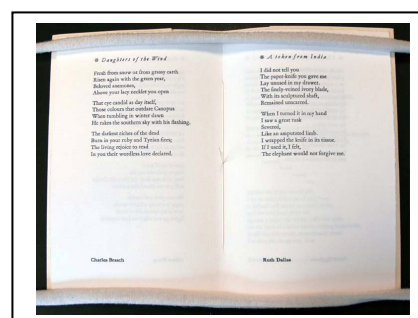 Daughters of the Wind
Fresh from snow or from grassy earth
Risen again with the green year,
Beloved anemones,
Above your lacy necklet you open
That eye candid as day itself,
Those colours that outdare Canopus
When tumbling in winter dawn
He rakes the southern sky with his flashing.
The darkest riches of the dead
Burn in your ruby and Tyrian fires;
The living rejoice to read
In you their wordless love declared.
Charles Brasch
A token from India
I did not tell you
The paper-knife you gave me
Lay unused in my drawer.
The finely-veined ivory blade,
With its sculptured shaft,
Remained unscarred.
When I turned it in my hand
I saw a great tusk
Severed,
Like an amputated limb.
I wrapped the knife in its tissue.
If I used it, I felt,
The elephant would not forgive me.
Ruth Dallas